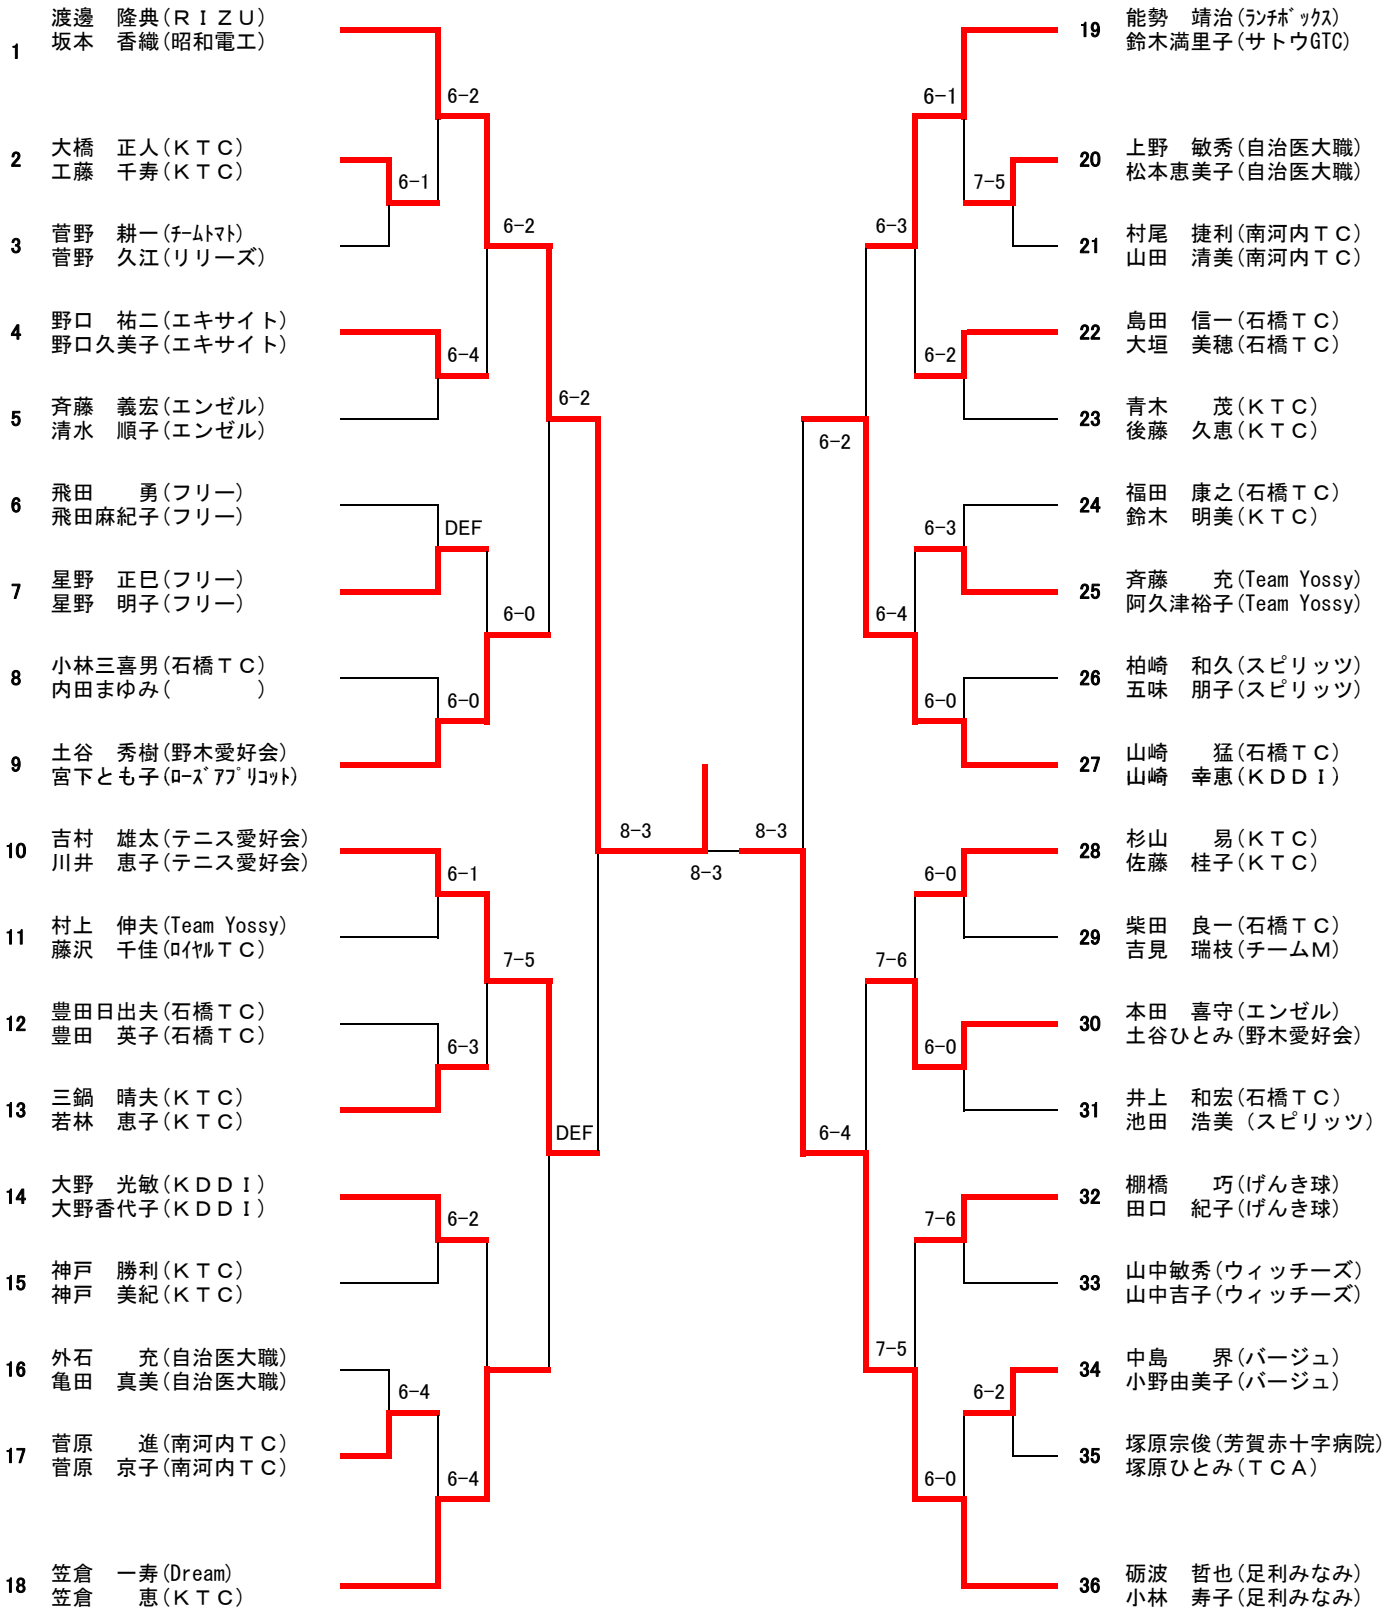 1
渡邊　隆典(ＲＩＺＵ)
坂本　香織(昭和電工)
2
大橋　正人(ＫＴＣ)
工藤　千寿(ＫＴＣ)
3
菅野　耕一(ﾁｰﾑﾄﾏﾄ)
菅野　久江(リリーズ)
4
野口　祐二(エキサイト)
野口久美子(エキサイト)
5
斉藤　義宏(エンゼル)
清水　順子(エンゼル)
6
飛田　　勇(フリー)
飛田麻紀子(フリー)
7
星野　正巳(フリー)
星野　明子(フリー)
8
小林三喜男(石橋ＴＣ)
内田まゆみ(　　　　)
9
土谷　秀樹(野木愛好会)
宮下とも子(ﾛｰｽﾞｱﾌﾟﾘｺｯﾄ)
10
吉村　雄太(テニス愛好会)
川井　恵子(テニス愛好会)
11
村上　伸夫(Team Yossy)
藤沢　千佳(ﾛｲﾔﾙＴＣ)
12
豊田日出夫(石橋ＴＣ)
豊田　英子(石橋ＴＣ)
13
三鍋　晴夫(ＫＴＣ)
若林　恵子(ＫＴＣ)
14
大野　光敏(ＫＤＤＩ)
大野香代子(ＫＤＤＩ)
15
神戸　勝利(ＫＴＣ)
神戸　美紀(ＫＴＣ)
16
外石　　充(自治医大職)
亀田　真美(自治医大職)
17
菅原　　進(南河内ＴＣ)
菅原　京子(南河内ＴＣ)
18
笠倉　一寿(Dream)
笠倉　　恵(ＫＴＣ)
6-2
6-1
6-2
6-4
6-2
DEF
6-0
6-0
8-3
6-1
7-5
6-3
DEF
6-2
6-4
6-4
8-3
6-1
7-5
6-3
6-2
6-2
6-3
6-4
6-0
8-3
6-0
7-6
6-0
6-4
7-6
7-5
6-2
6-0
19
能勢　靖治(ﾗﾝﾁﾎﾞｯｸｽ)
鈴木満里子(サトウGTC)
20
上野　敏秀(自治医大職)
松本恵美子(自治医大職)
21
村尾　捷利(南河内ＴＣ)
山田　清美(南河内ＴＣ)
22
島田　信一(石橋ＴＣ)
大垣　美穂(石橋ＴＣ)
23
青木　　茂(ＫＴＣ)
後藤　久恵(ＫＴＣ)
24
福田　康之(石橋ＴＣ)
鈴木　明美(ＫＴＣ)
25
斉藤　　充(Team Yossy)
阿久津裕子(Team Yossy)
26
柏崎　和久(スピリッツ)
五味　朋子(スピリッツ)
27
山崎　　猛(石橋ＴＣ)
山崎　幸恵(ＫＤＤＩ)
28
杉山　　易(ＫＴＣ)
佐藤　桂子(ＫＴＣ)
29
柴田　良一(石橋ＴＣ)
吉見　瑞枝(チームＭ)
30
本田　喜守(エンゼル)
土谷ひとみ(野木愛好会)
31
井上　和宏(石橋ＴＣ)
池田　浩美 (スピリッツ)
32
棚橋　　巧(げんき球)
田口　紀子(げんき球)
33
山中敏秀(ウィッチーズ)
山中吉子(ウィッチーズ)
34
中島　　界(バージュ)
小野由美子(バージュ)
35
塚原宗俊(芳賀赤十字病院)
塚原ひとみ(ＴＣＡ)
36
砺波　哲也(足利みなみ)
小林　寿子(足利みなみ)